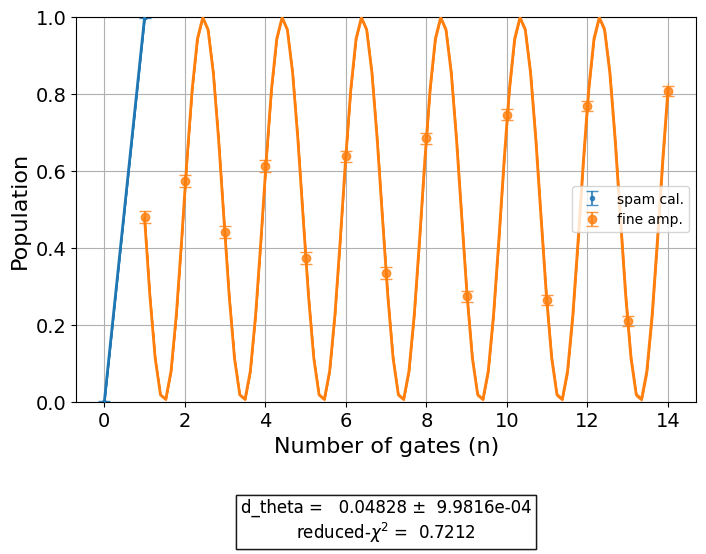 1.0
0.8
0.6
0.4
0.2
0.0
Population
0 2 4 6 8 10 12 14
Number of gates (n)
spam cal.
fine amp.
d_theta = 0.04828 ± 9.9816e-04
reduced-χ² = 0.7212